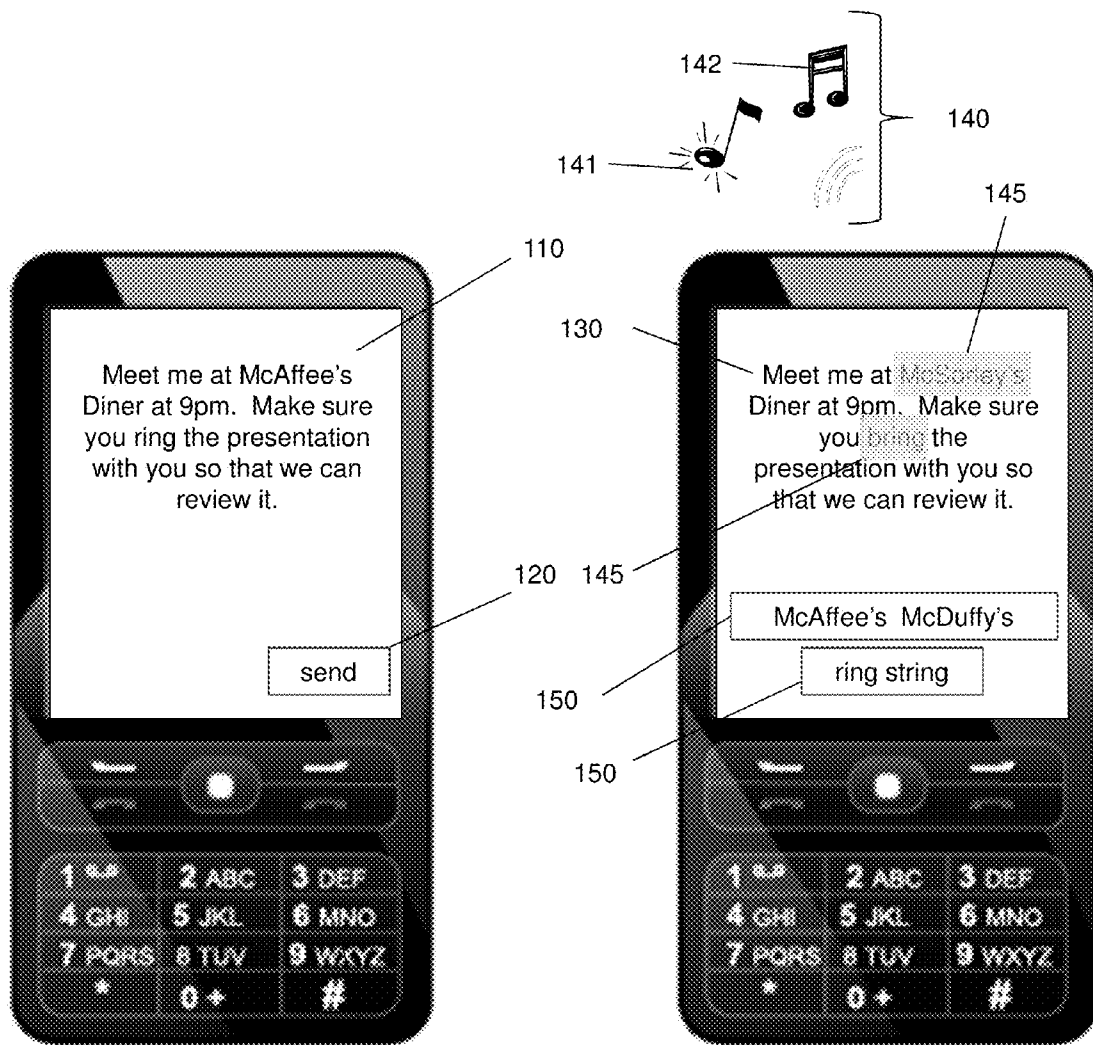 142
140
141
145
110
130
Meet me at McAffee's
Diner at 9pm. Make sure
you ring the presentation
with you so that we can
review it.
120
send
Meet me at McSorley's
Diner at 9pm. Make sure
you bring the
presentation with you so
that we can review it.
145
McAffee's McDuffy's
150
ring string
150
1
2 ABC
3 DEF
4 GHI
5 JKL
6 MNO
7 PQRS
8 TUV
9 WXYZ
*
0 +
#
1
2 ABC
3 DEF
4 GHI
5 JKL
6 MNO
7 PQRS
8 TUV
9 WXYZ
*
0 +
#